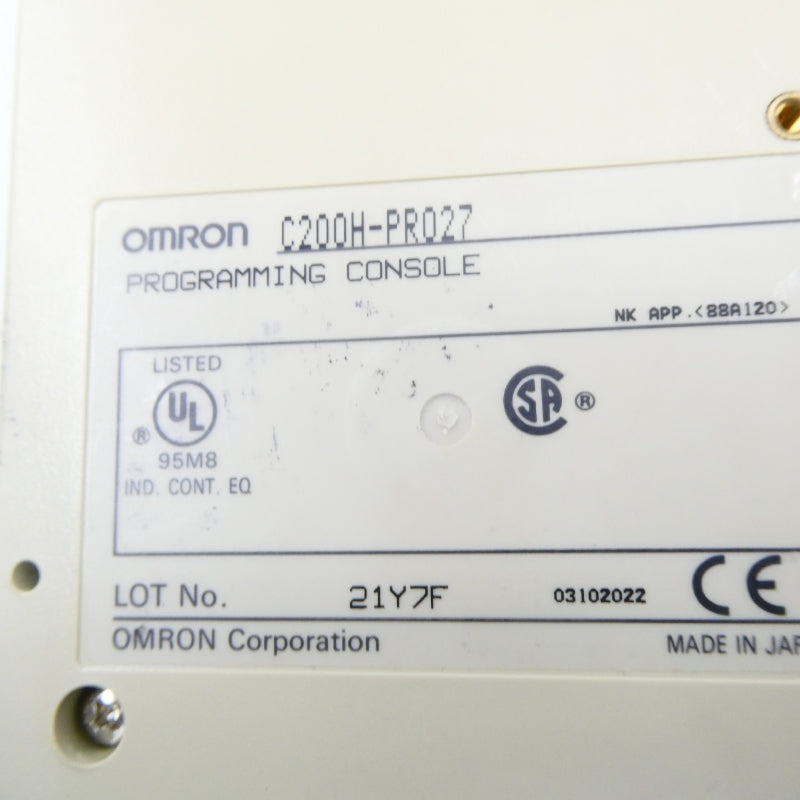 OMRON C200H-PRO27
PROGRAMMING CONSOLE
NK APP.<88A120>
LISTED
UL ®
SA ®
95M8
IND. CONT. EQ
LOT No. 21Y7F 03102022 CE
OMRON Corporation MADE IN JAP